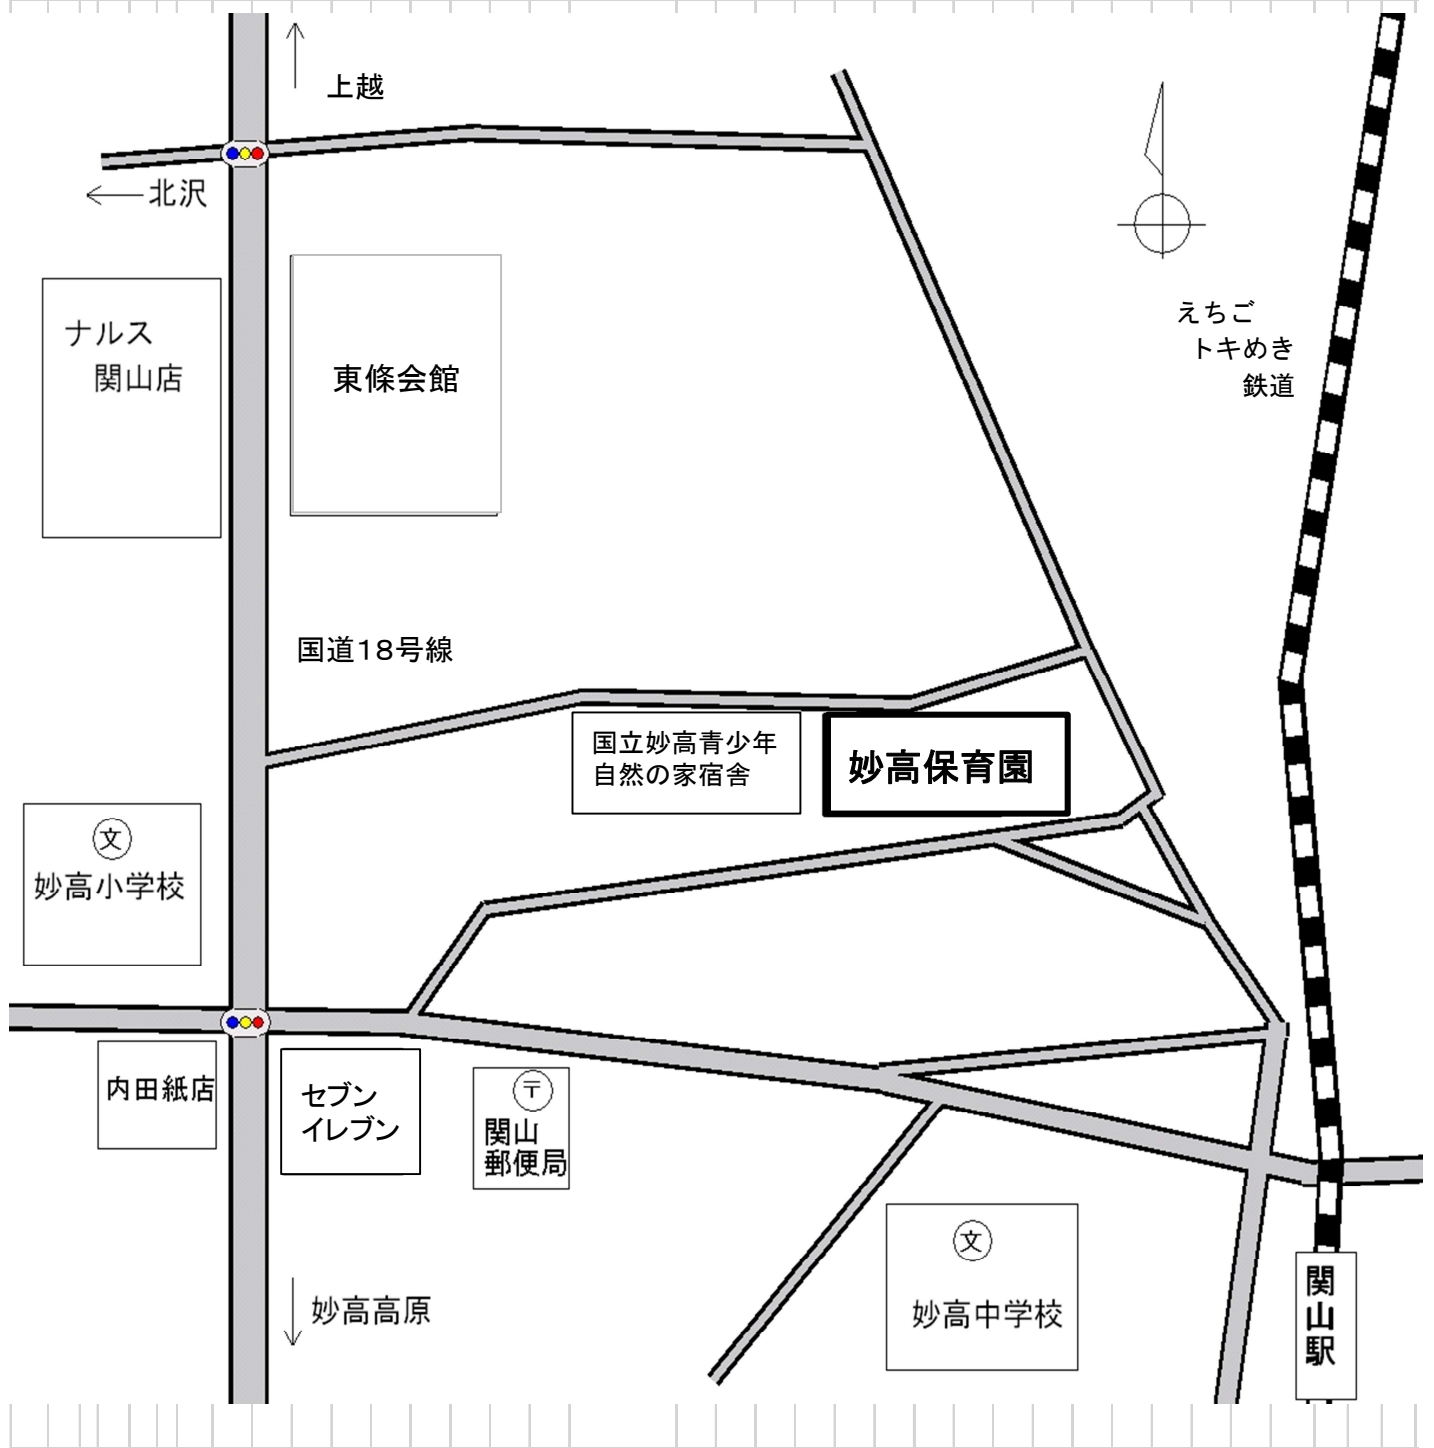 上越
北沢
ナルス
関山店
東條会館
えちご
トキめき
鉄道
国道18号線
国立妙高青少年
自然の家宿舎
妙高保育園
文
妙高小学校
内田紙店
セブン
イレブン
〒
関山
郵便局
文
妙高中学校
妙高高原
関山駅